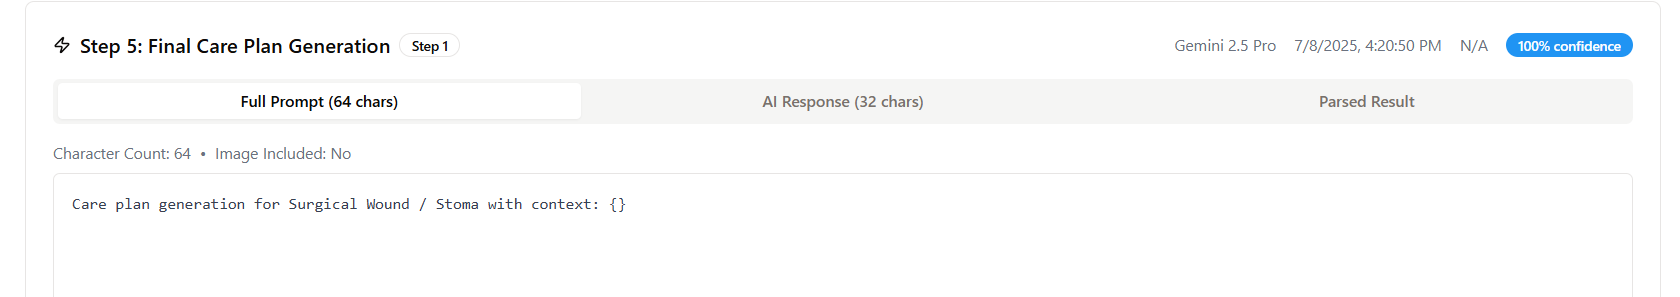 Step 5: Final Care Plan Generation Step 1 Gemini 2.5 Pro 7/8/2025, 4:20:50 PM N/A 100% confidence
Full Prompt (64 chars) AI Response (32 chars) Parsed Result
Character Count: 64 • Image Included: No
Care plan generation for Surgical Wound / Stoma with context: {}